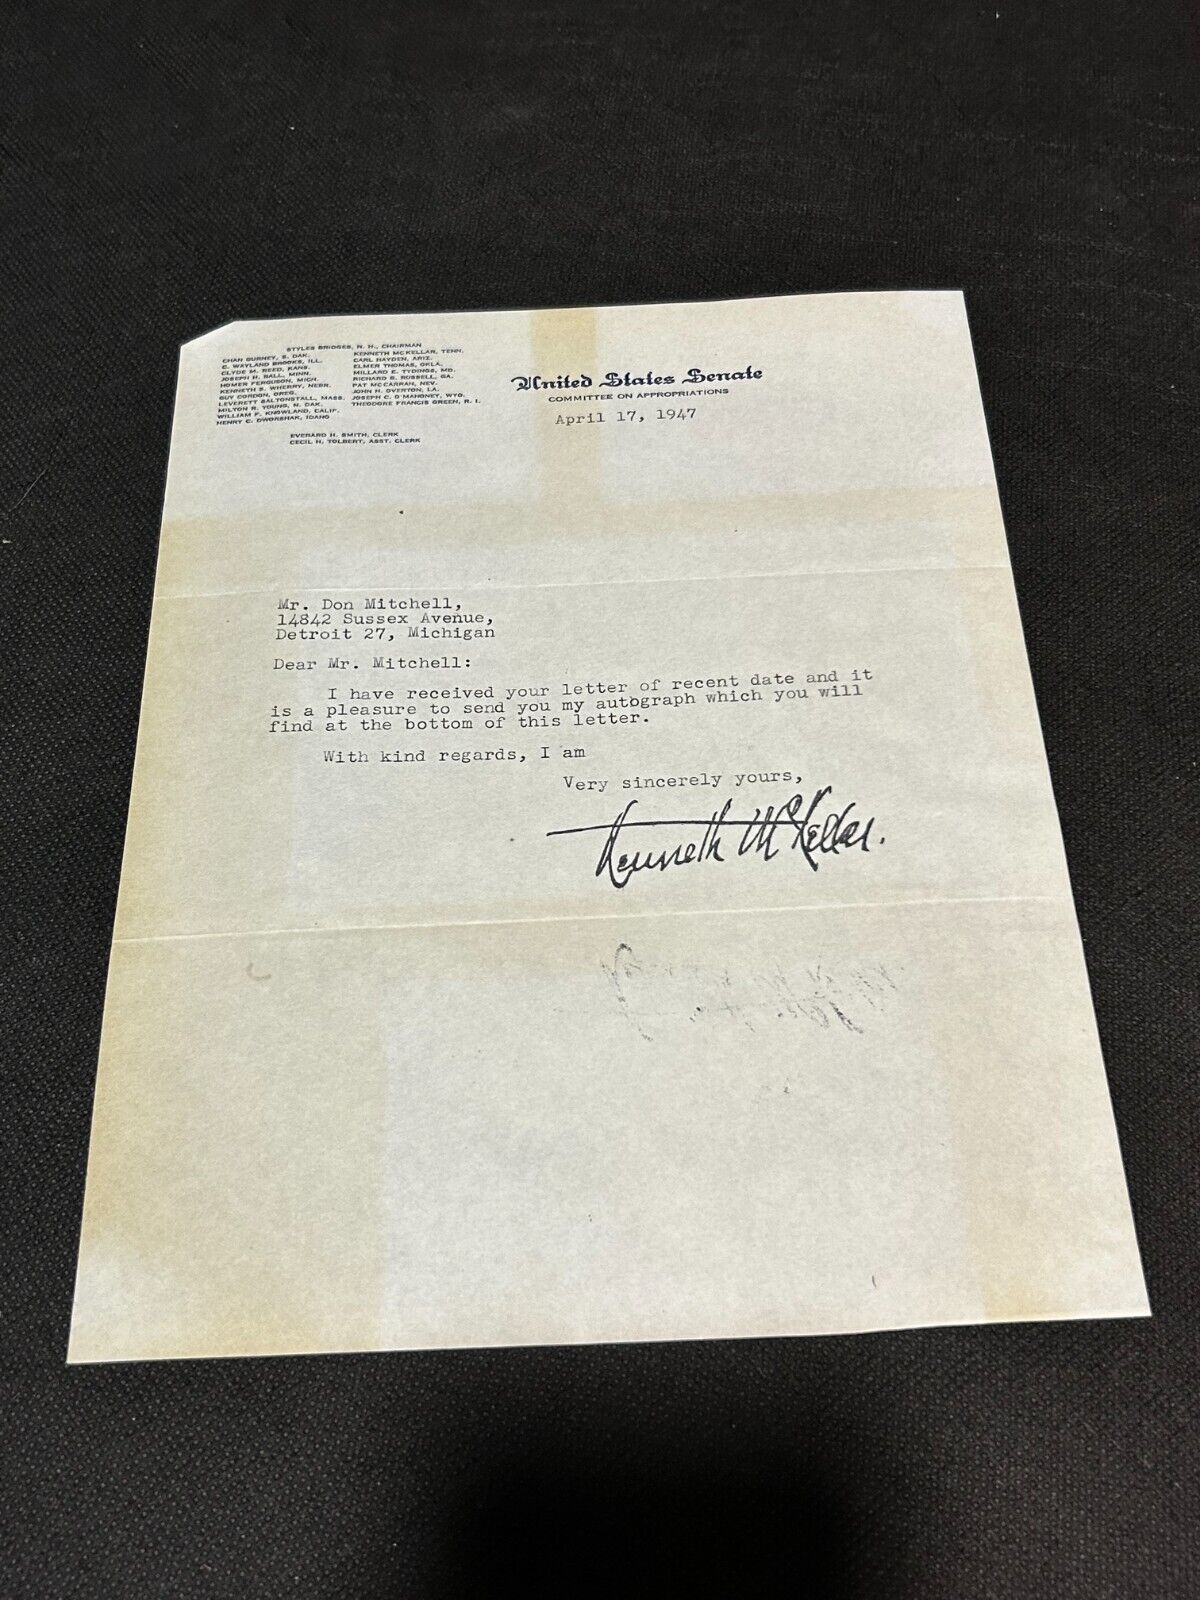 STYLES BRIDGES, N. H., CHAIRMAN
CHAN GURNEY, S. DAK.
C. WAYLAND BROOKS, ILL.
CLYDE M. REED, KANS.
JOSEPH H. BALL, MINN.
HOMER FERGUSON, MICH.
KENNETH S. WHERRY, NEBR.
GUY CORDON, OREG.
LEVERETT SALTONSTALL, MASS.
MILTON R. YOUNG, N. DAK.
WILLIAM F. KNOWLAND, CALIF.
HENRY C. DWORSHAK, IDAHO
KENNETH MC KELLAR, TENN.
CARL HAYDEN, ARIZ.
ELMER THOMAS, OKLA.
MILLARD E. TYDINGS, MD.
RICHARD B. RUSSELL, GA.
PAT MC CARRAN, NEV.
JOHN H. OVERTON, LA.
JOSEPH C. O'MAHONEY, WYO.
THEODORE FRANCIS GREEN, R. I.
EVERARD H. SMITH, CLERK
CECIL H. TOLBERT, ASST. CLERK
United States Senate
COMMITTEE ON APPROPRIATIONS
April 17, 1947
Mr. Don Mitchell,
14842 Sussex Avenue,
Detroit 27, Michigan
Dear Mr. Mitchell:
I have received your letter of recent date and it
is a pleasure to send you my autograph which you will
find at the bottom of this letter.
With kind regards, I am
Very sincerely yours,
Kenneth McKellar.